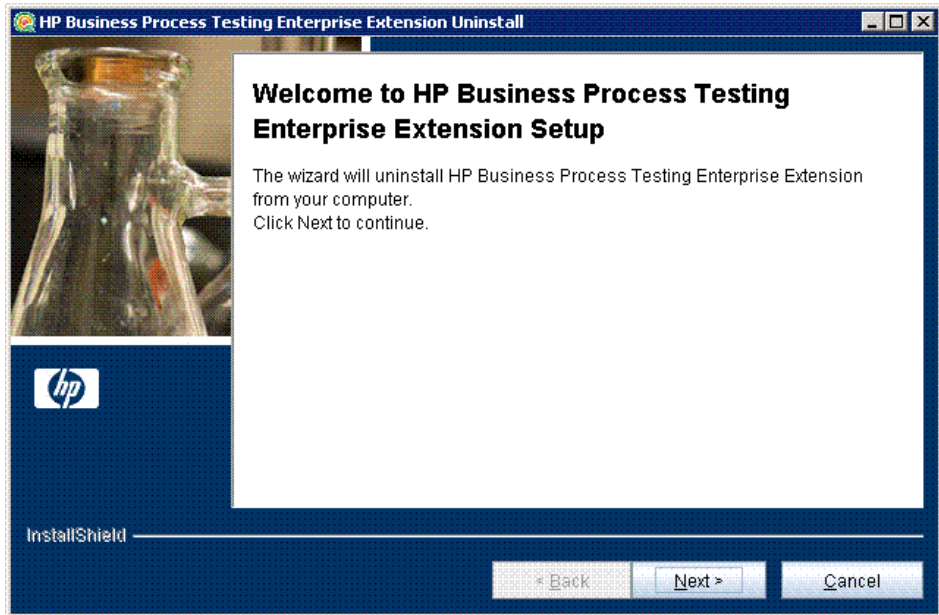 HP Business Process Testing Enterprise Extension Uninstall
Welcome to HP Business Process Testing
Enterprise Extension Setup
The wizard will uninstall HP Business Process Testing Enterprise Extension
from your computer.
Click Next to continue.
hp
InstallShield
< Back
Next >
Cancel